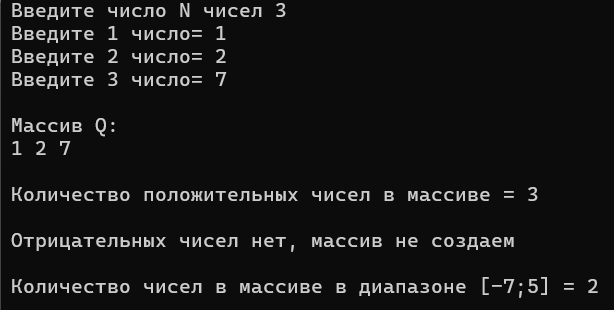 Введите число N чисел 3
Введите 1 число= 1
Введите 2 число= 2
Введите 3 число= 7
Массив Q:
1 2 7
Количество положительных чисел в массиве = 3
Отрицательных чисел нет, массив не создаем
Количество чисел в массиве в диапазоне [-7;5] = 2